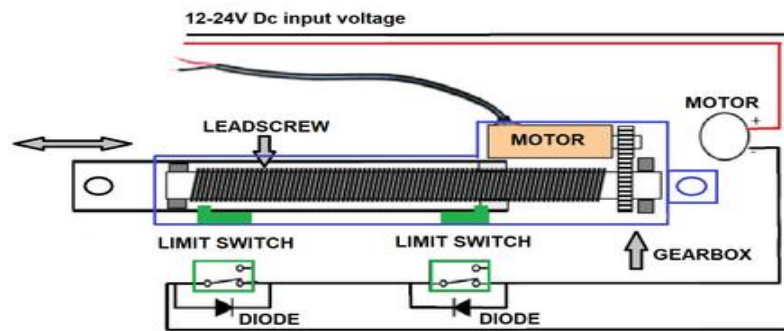 12-24V Dc input voltage
MOTOR
+
-
LEADSCREW
MOTOR
LIMIT SWITCH
LIMIT SWITCH
GEARBOX
DIODE
DIODE